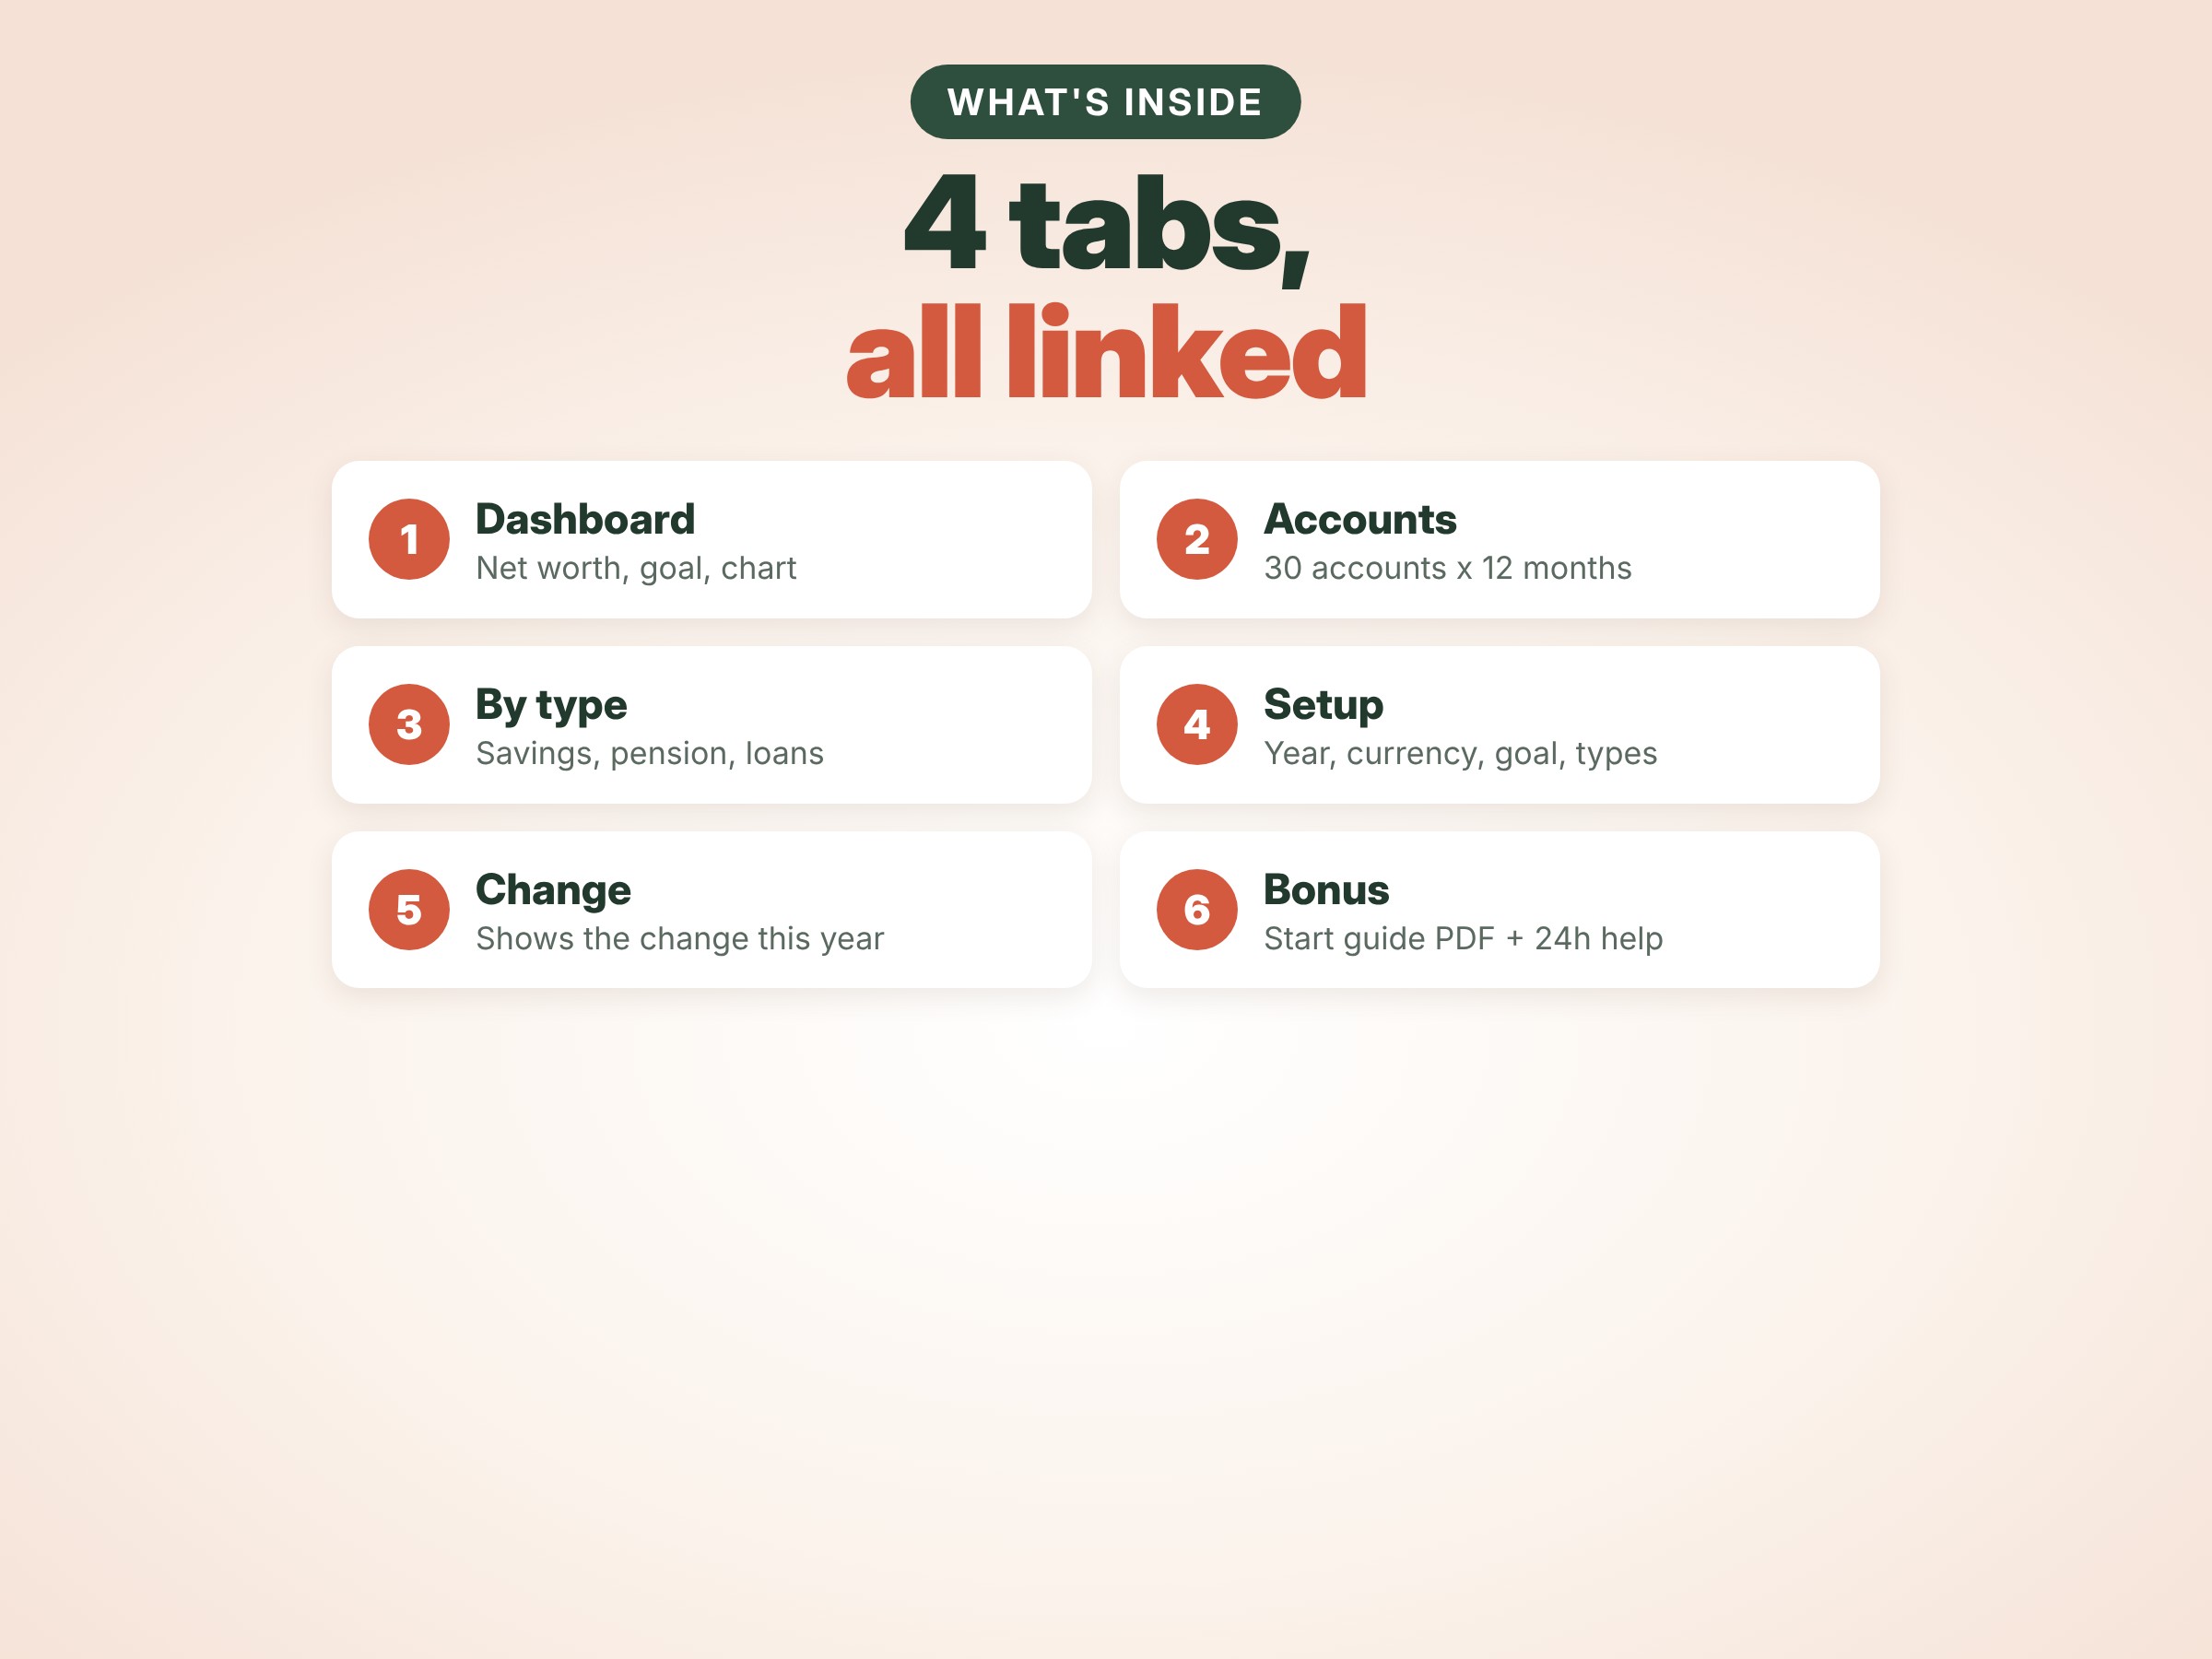 WHAT'S INSIDE
4 tabs,
all linked
1
Dashboard
Net worth, goal, chart
2
Accounts
30 accounts x 12 months
3
By type
Savings, pension, loans
4
Setup
Year, currency, goal, types
5
Change
Shows the change this year
6
Bonus
Start guide PDF + 24h help